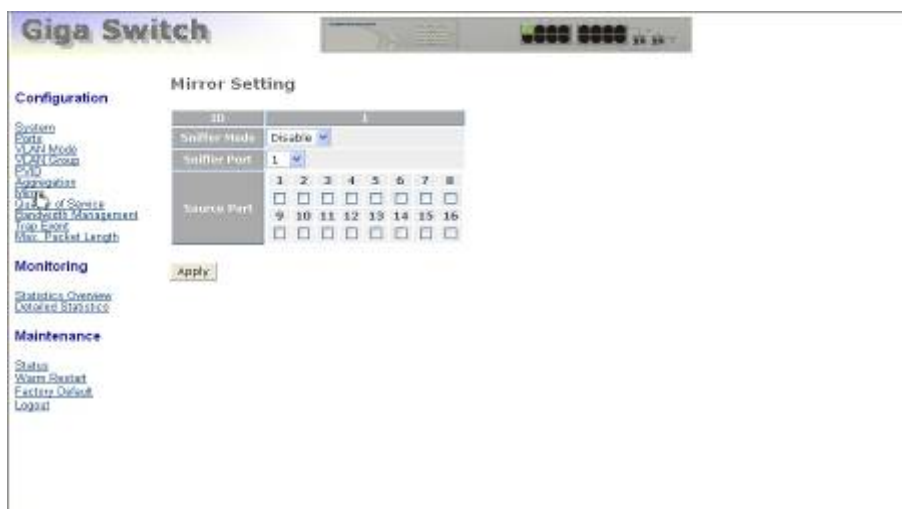 Giga Switch
Configuration
System
Ports
VLAN Mode
VLAN Group
PVID
Aggregation
Mirror
of Service
Bandwidth Management
Trap Event
Max. Packet Length
Monitoring
Statistics Overview
Detailed Statistics
Maintenance
Status
Warm Restart
Factory Default
Logout
Mirror Setting
ID 1
Sniffer Mode Disable
Sniffer Port 1
Source Port
1 2 3 4 5 6 7 8
9 10 11 12 13 14 15 16
Apply